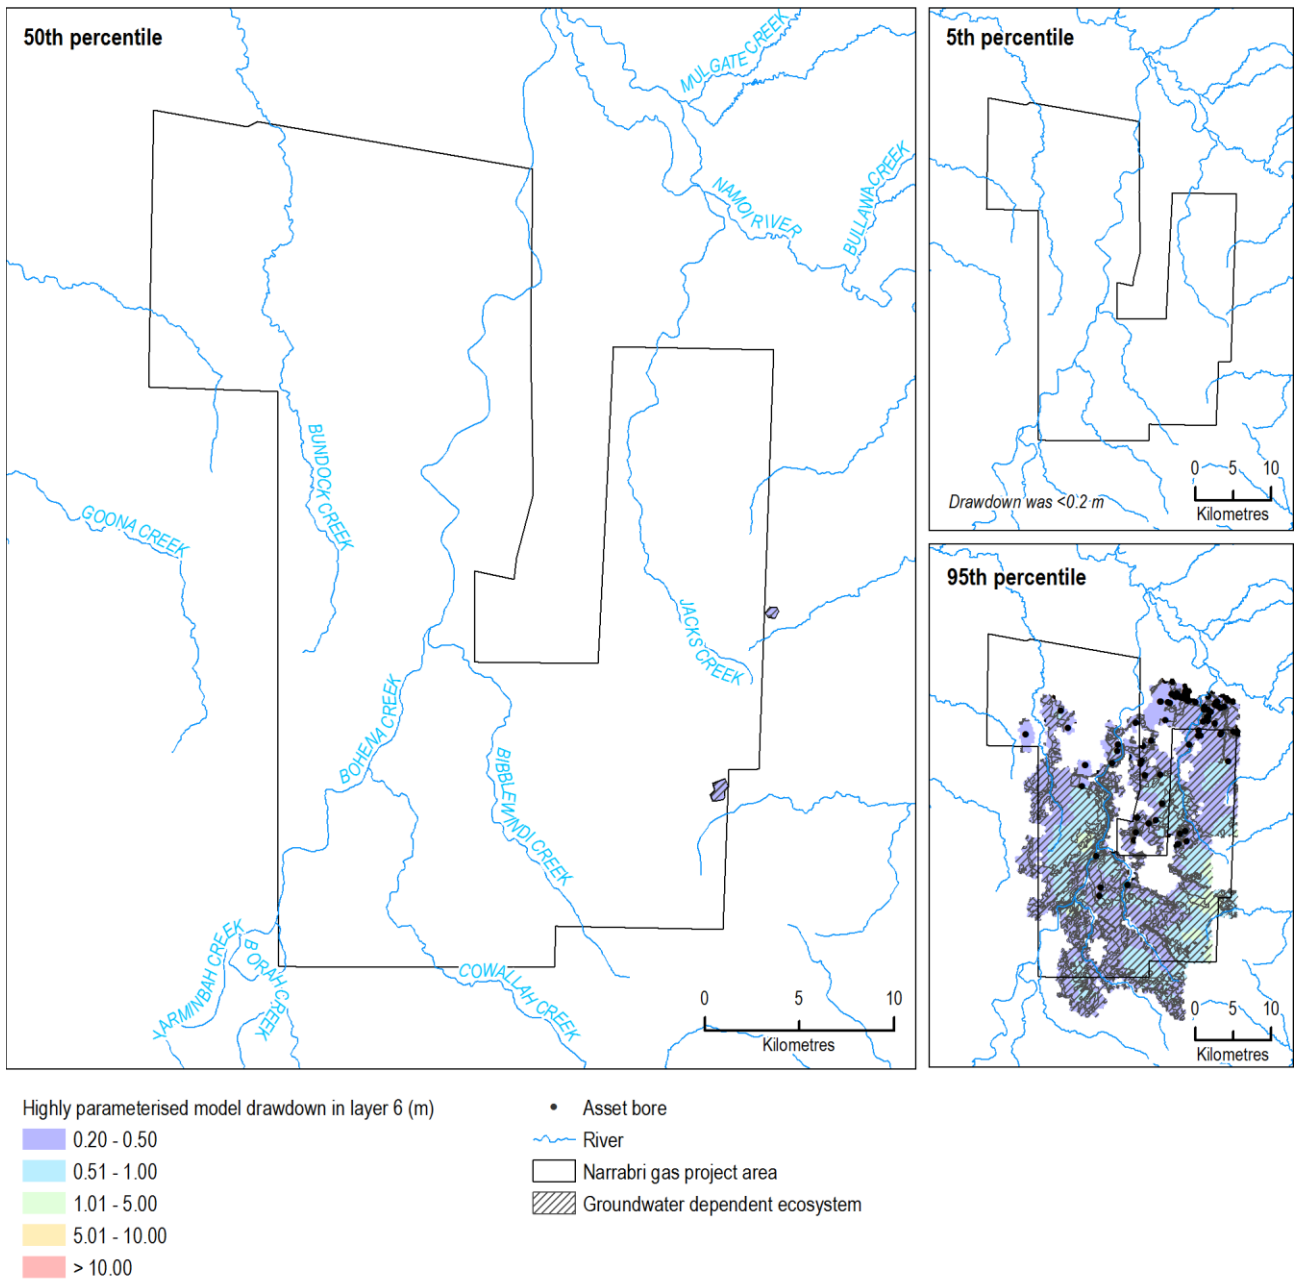 50th percentile
MULGATE CREEK
NAMOI RIVER
BULLAWA CREEK
GOONA CREEK
BUNDOCK CREEK
JACKS CREEK
BOHENA CREEK
BIBBLEWINDI CREEK
YARMINBAH CREEK
BORAH CREEK
COWALLAH CREEK
0 5 10
Kilometres
5th percentile
0 5 10
Drawdown was <0.2 m
Kilometres
95th percentile
0 5 10
Kilometres
Highly parameterised model drawdown in layer 6 (m)
0.20 - 0.50
0.51 - 1.00
1.01 - 5.00
5.01 - 10.00
> 10.00
Asset bore
River
Narrabri gas project area
Groundwater dependent ecosystem